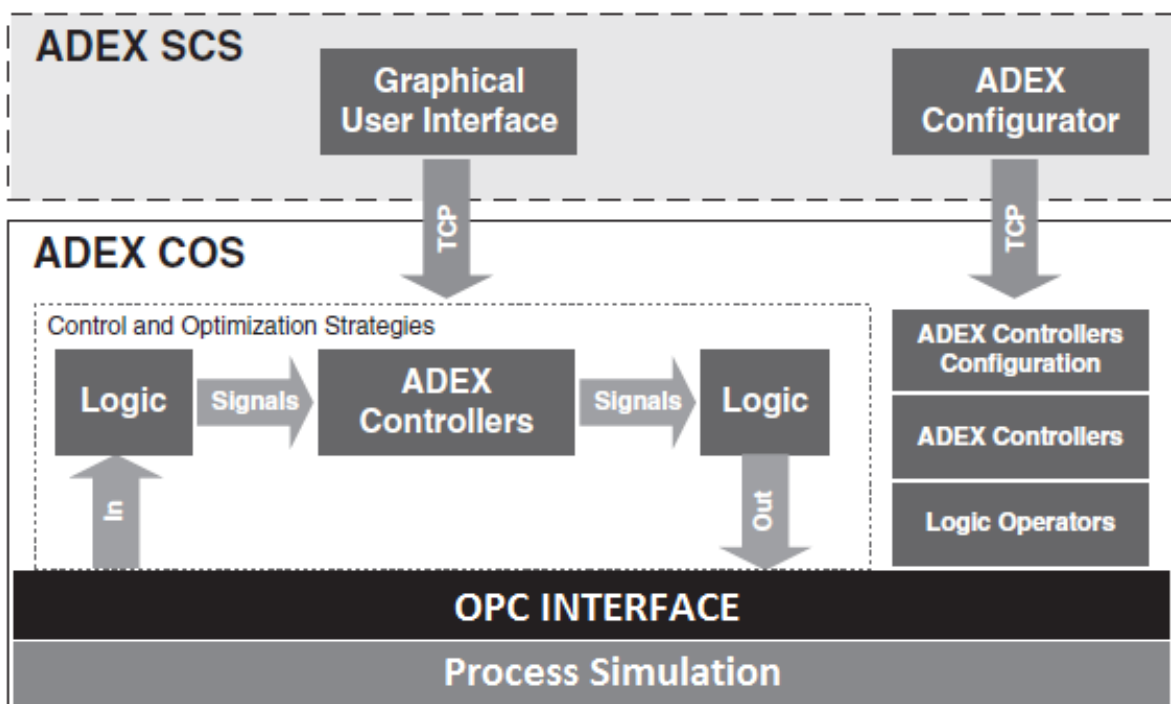 ADEX SCS
Graphical
User Interface
ADEX
Configurator
TCP
TCP
ADEX COS
Control and Optimization Strategies
Logic
Signals
ADEX
Controllers
Signals
Logic
In
Out
ADEX Controllers
Configuration
ADEX Controllers
Logic Operators
OPC INTERFACE
Process Simulation